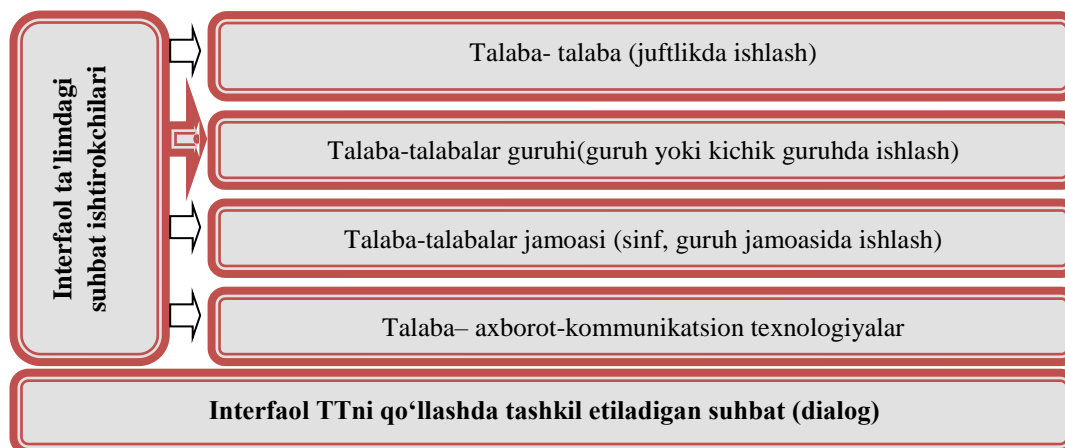 Interfaol ta'limdagi
suhbat ishtirokchilari
Talaba- talaba (juftlikda ishlash)
Talaba-talabalar guruhi(guruh yoki kichik guruhda ishlash)
Talaba-talabalar jamoasi (sinf, guruh jamoasida ishlash)
Talaba– axborot-kommunikatsion texnologiyalar
Interfaol TTni qo‘llashda tashkil etiladigan suhbat (dialog)